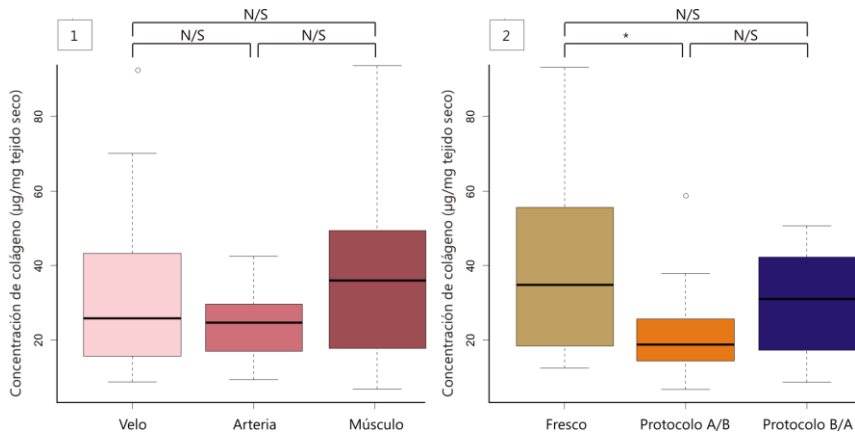 N/S
1
N/S
N/S
Concentración de colágeno (µg/mg tejido seco)
80
60
40
20
Velo
Arteria
Músculo
N/S
2
*
N/S
Concentración de colágeno (µg/mg tejido seco)
80
60
40
20
Fresco
Protocolo A/B
Protocolo B/A